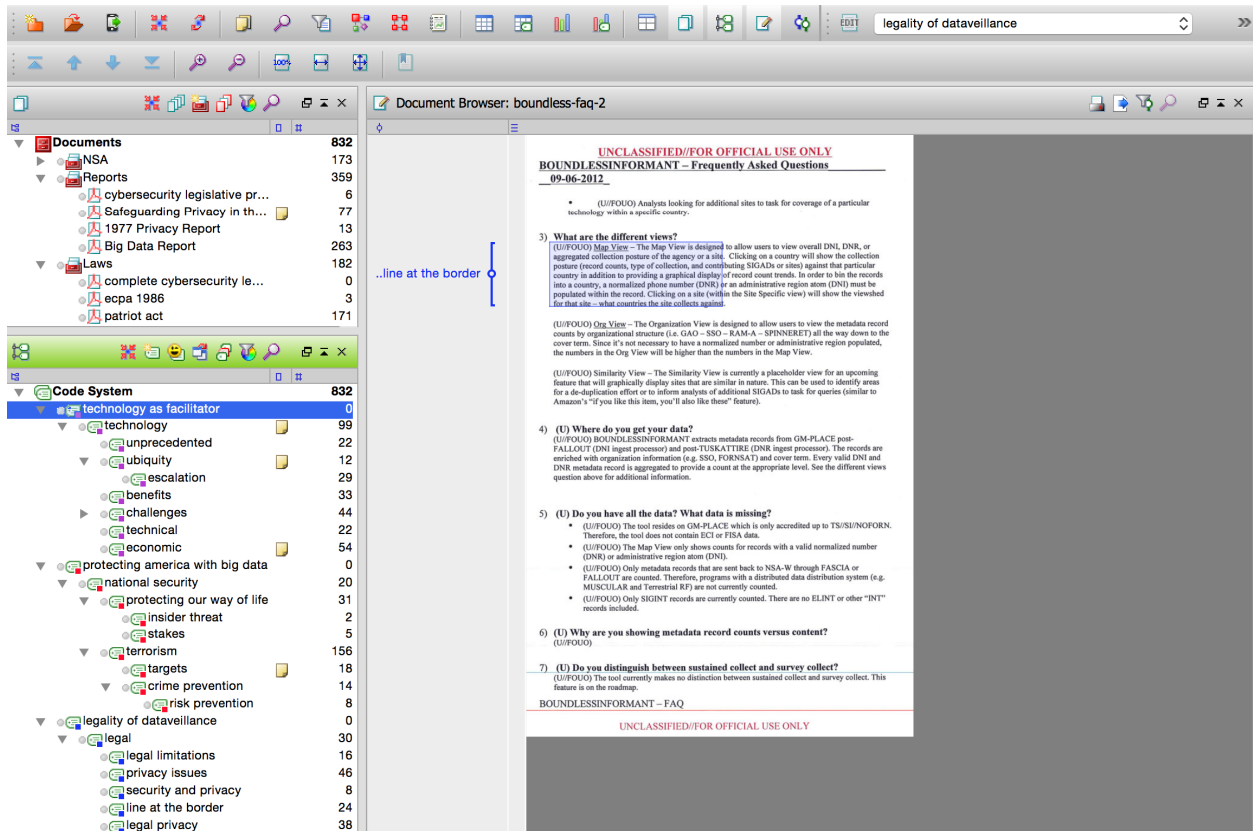 EDIT
legality of dataveillance
100%
Document Browser: boundless-faq-2
Documents 832
NSA 173
Reports 359
cybersecurity legislative pr... 6
Safeguarding Privacy in th... 77
1977 Privacy Report 13
Big Data Report 263
Laws 182
complete cybersecurity le... 0
ecpa 1986 3
patriot act 171
Code System 832
technology as facilitator 0
technology 99
unprecedented 22
ubiquity 12
escalation 29
benefits 33
challenges 44
technical 22
economic 54
protecting america with big data 0
national security 20
protecting our way of life 31
insider threat 2
stakes 5
terrorism 156
targets 18
crime prevention 14
risk prevention 8
legality of dataveillance 0
legal 30
legal limitations 16
privacy issues 46
security and privacy 8
line at the border 24
legal privacy 38
..line at the border
UNCLASSIFIED//FOR OFFICIAL USE ONLY
BOUNDLESSINFORMANT – Frequently Asked Questions
09-06-2012
• (U//FOUO) Analysts looking for additional sites to task for coverage of a particular
technology within a specific country.
3) What are the different views?
(U//FOUO) Map View – The Map View is designed to allow users to view overall DNI, DNR, or
aggregated collection posture of the agency or a site. Clicking on a country will show the collection
posture (record counts, type of collection, and contributing SIGADs or sites) against that particular
country in addition to providing a graphical display of record count trends. In order to bin the records
into a country, a normalized phone number (DNR) or an administrative region atom (DNI) must be
populated within the record. Clicking on a site (within the Site Specific view) will show the viewshed
for that site – what countries the site collects against.
(U//FOUO) Org View – The Organization View is designed to allow users to view the metadata record
counts by organizational structure (i.e. GAO – SSO – RAM-A – SPINNERET) all the way down to the
cover term. Since it's not necessary to have a normalized number or administrative region populated,
the numbers in the Org View will be higher than the numbers in the Map View.
(U//FOUO) Similarity View – The Similarity View is currently a placeholder view for an upcoming
feature that will graphically display sites that are similar in nature. This can be used to identify areas
for a de-duplication effort or to inform analysts of additional SIGADs to task for queries (similar to
Amazon's "if you like this item, you'll also like these" feature).
4) (U) Where do you get your data?
(U//FOUO) BOUNDLESSINFORMANT extracts metadata records from GM-PLACE post-
FALLOUT (DNI ingest processor) and post-TUSKATTIRE (DNR ingest processor). The records are
enriched with organization information (e.g. SSO, FORNSAT) and cover term. Every valid DNI and
DNR metadata record is aggregated to provide a count at the appropriate level. See the different views
question above for additional information.
5) (U) Do you have all the data? What data is missing?
• (U//FOUO) The tool resides on GM-PLACE which is only accredited up to TS//SI//NOFORN.
Therefore, the tool does not contain ECI or FISA data.
• (U//FOUO) The Map View only shows counts for records with a valid normalized number
(DNR) or administrative region atom (DNI).
• (U//FOUO) Only metadata records that are sent back to NSA-W through FASCIA or
FALLOUT are counted. Therefore, programs with a distributed data distribution system (e.g.
MUSCULAR and Terrestrial RF) are not currently counted.
• (U//FOUO) Only SIGINT records are currently counted. There are no ELINT or other "INT"
records included.
6) (U) Why are you showing metadata record counts versus content?
(U//FOUO)
7) (U) Do you distinguish between sustained collect and survey collect?
(U//FOUO) The tool currently makes no distinction between sustained collect and survey collect. This
feature is on the roadmap.
BOUNDLESSINFORMANT – FAQ
UNCLASSIFIED//FOR OFFICIAL USE ONLY